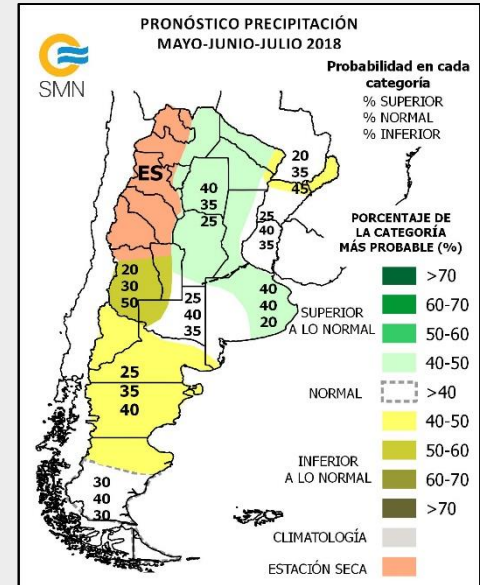 PRONÓSTICO PRECIPITACIÓN
MAYO-JUNIO-JULIO 2018
SMN
Probabilidad en cada
categoría
% SUPERIOR
% NORMAL
% INFERIOR
ES
20
35
45
40
35
25
25
40
35
20
30
50
25
40
35
40
40
20
25
35
40
30
40
30
PORCENTAJE DE
LA CATEGORÍA
MÁS PROBABLE (%)
SUPERIOR
A LO NORMAL
>70
60-70
50-60
40-50
NORMAL
>40
INFERIOR
A LO NORMAL
40-50
50-60
60-70
>70
CLIMATOLOGÍA
ESTACIÓN SECA